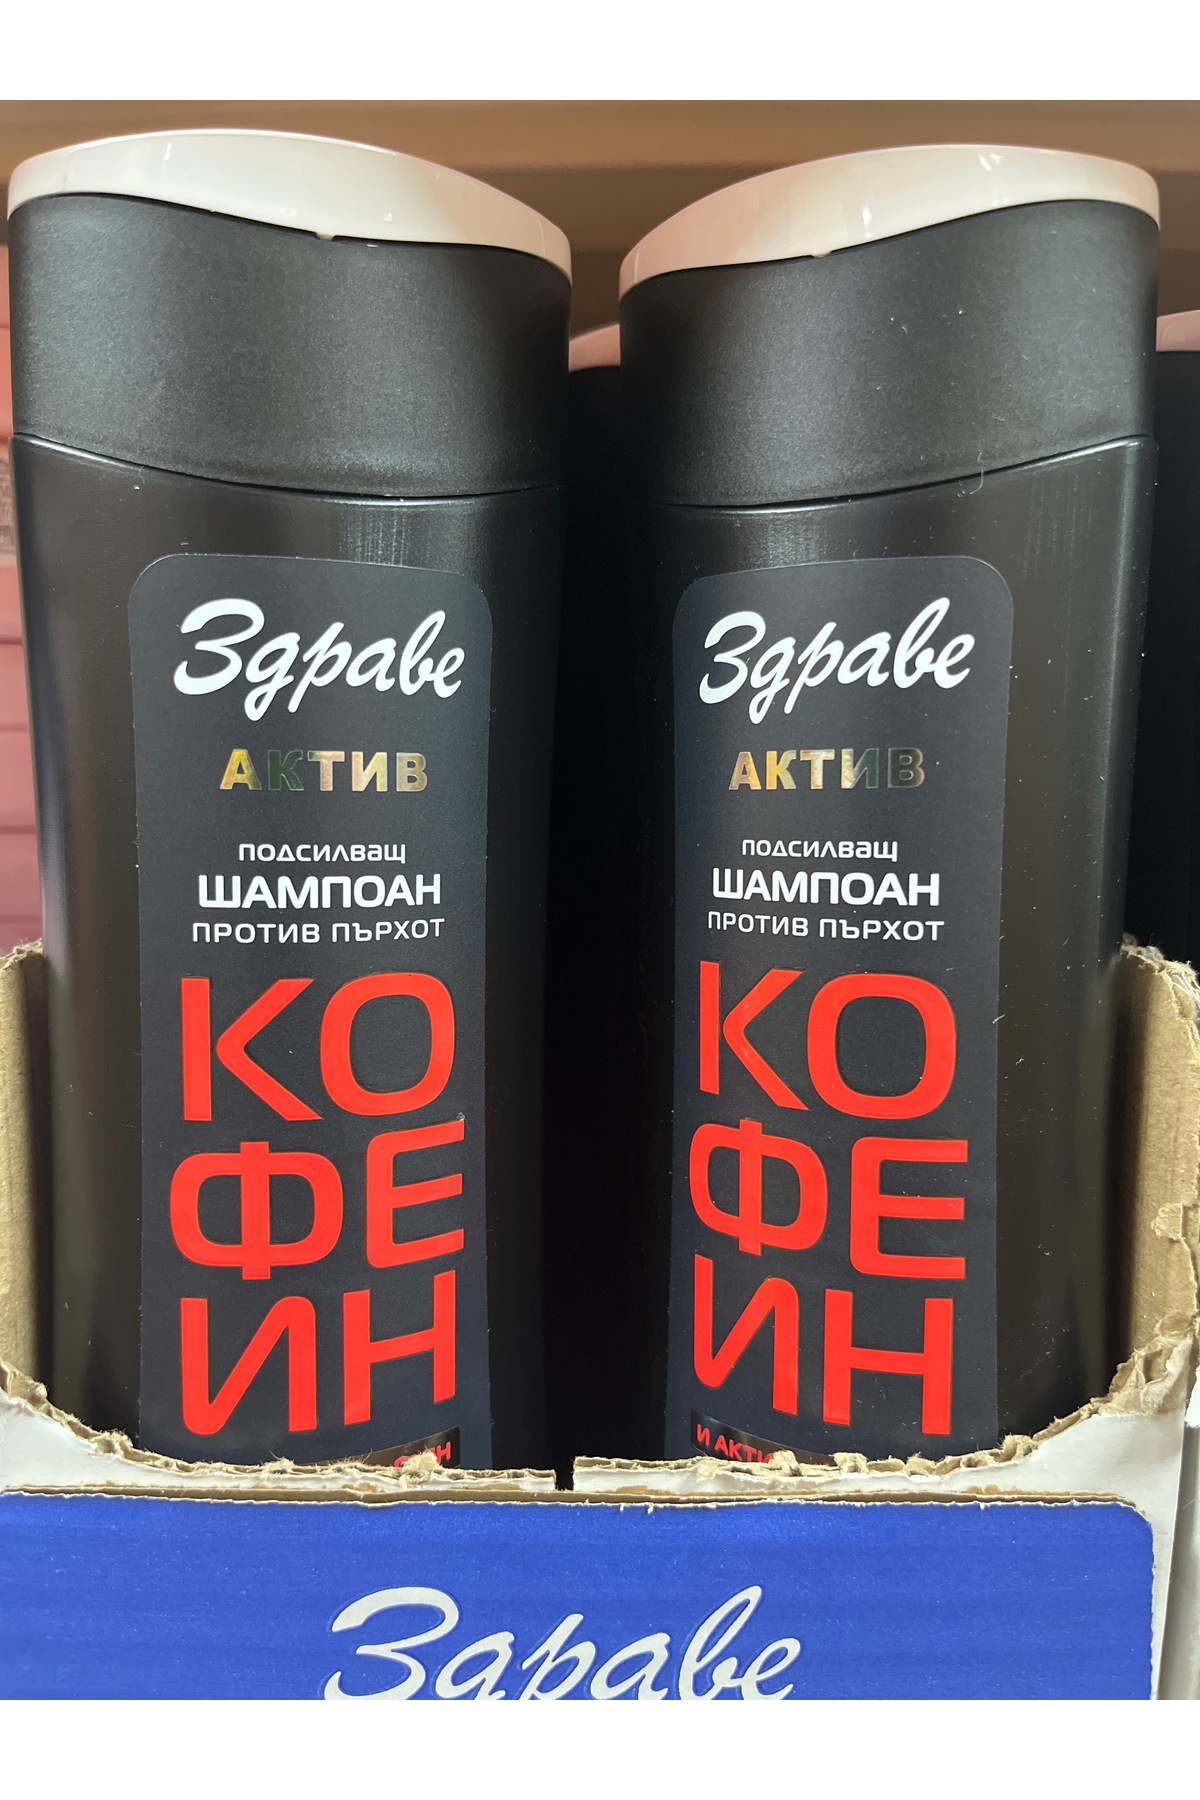 Здраве
АКТИВ
ПОДСИЛВАЩ
ШАМПОАН
ПРОТИВ ПЪРХОТ
КО
ФЕ
ИН
Здраве
АКТИВ
ПОДСИЛВАЩ
ШАМПОАН
ПРОТИВ ПЪРХОТ
КО
ФЕ
ИН
И
Здраве